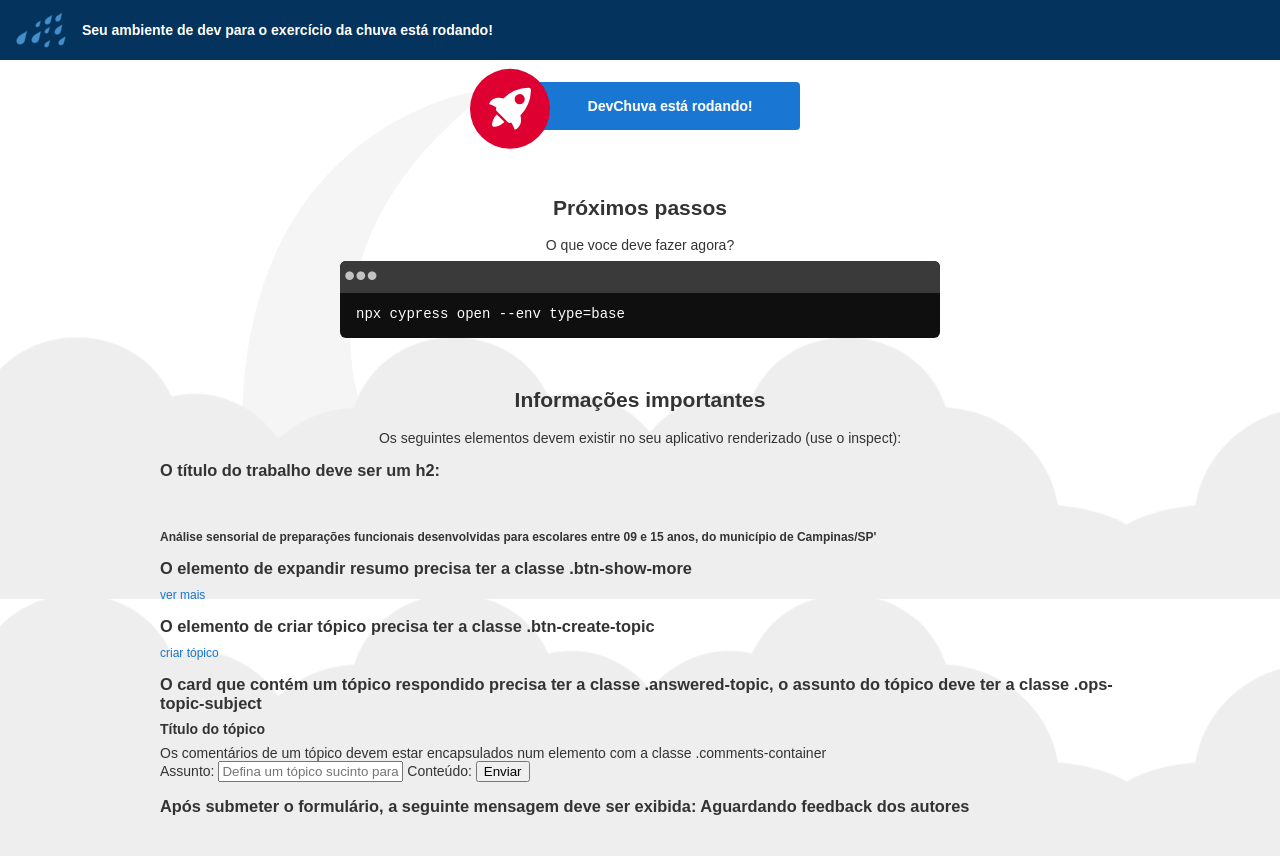 Seu ambiente de dev para o exercício da chuva está rodando!
DevChuva está rodando!
Próximos passos
O que voce deve fazer agora?
npx cypress open --env type=base
Informações importantes
Os seguintes elementos devem existir no seu aplicativo renderizado (use o inspect):
O título do trabalho deve ser um h2:
Análise sensorial de preparações funcionais desenvolvidas para escolares entre 09 e 15 anos, do município de Campinas/SP'
O elemento de expandir resumo precisa ter a classe .btn-show-more
ver mais
O elemento de criar tópico precisa ter a classe .btn-create-topic
criar tópico
O card que contém um tópico respondido precisa ter a classe .answered-topic, o assunto do tópico deve ter a classe .ops-
topic-subject
Título do tópico
Os comentários de um tópico devem estar encapsulados num elemento com a classe .comments-container
Assunto: Defina um tópico sucinto para Conteúdo: Enviar
Após submeter o formulário, a seguinte mensagem deve ser exibida: Aguardando feedback dos autores